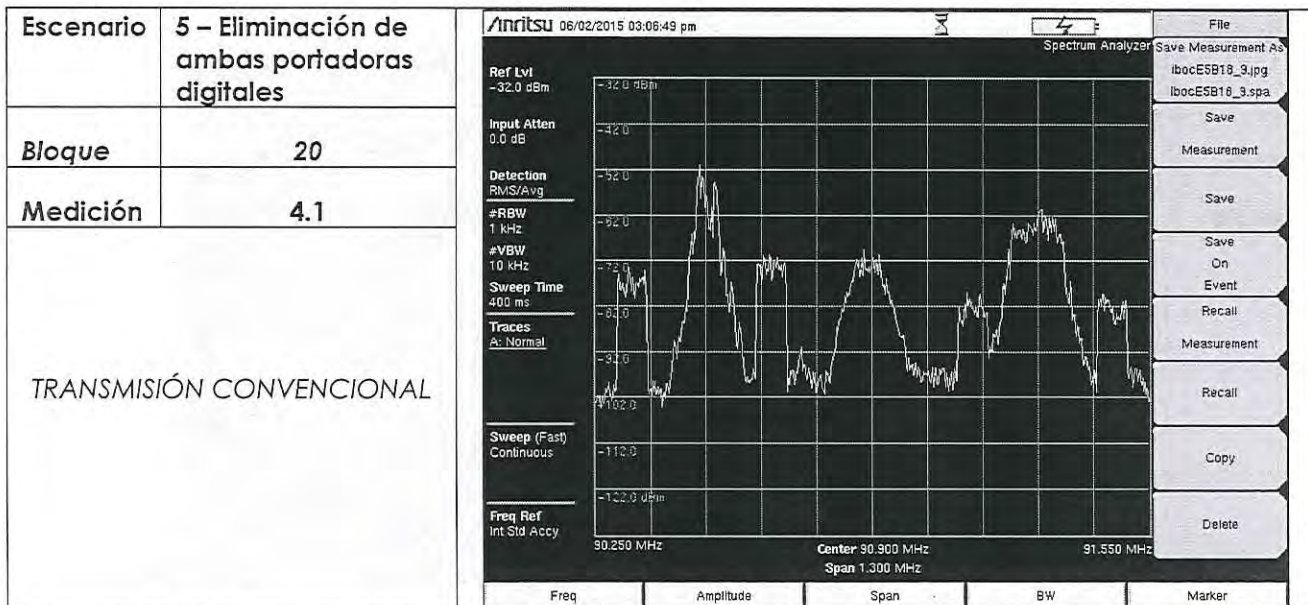 Escenario
5 – Eliminación de
ambas portadoras
digitales
Bloque
20
Medición
4.1
TRANSMISIÓN CONVENCIONAL
Anritsu 06/02/2015 03:06:49 pm
Spectrum Analyzer
Ref Lvl
-32.0 dBm
Input Atten
0.0 dB
Detection
RMS/Avg
#RBW
1 kHz
#VBW
10 kHz
Sweep Time
400 ms
Traces
A: Normal
Sweep (Fast)
Continuous
Freq Ref
Int Std Accy
-32.0 dBm
-42.0
-52.0
-62.0
-72.0
-82.0
-92.0
-102.0
-112.0
-122.0 dBm
90.250 MHz
Center 90.900 MHz
91.550 MHz
Span 1.300 MHz
File
Save Measurement As
Save
Measurement
Save
Save
On
Event
Recall
Measurement
Recall
Copy
Delete
Freq
Amplitude
Span
BW
Marker